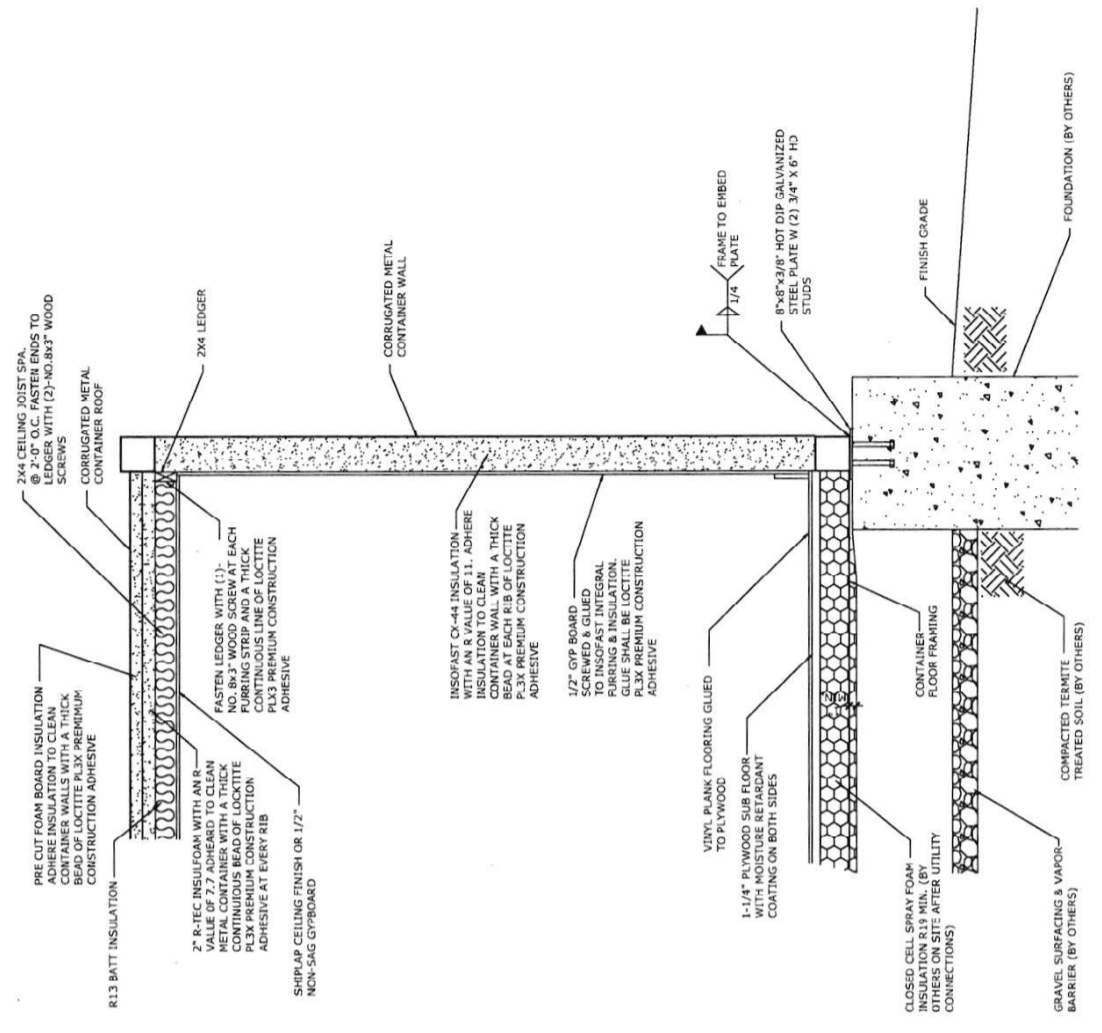 PRE CUT FOAM BOARD INSULATION
ADHERE INSULATION TO CLEAN
CONTAINER WALLS WITH A THICK
BEAD OF LOCTITE PL3X PREMIMUM
CONSTRUCTION ADHESIVE
2X4 CEILING JOIST SPA.
@ 2'-0" O.C. FASTEN ENDS TO
LEDGER WITH (2)-NO.8x3" WOOD
SCREWS
CORRUGATED METAL
CONTAINER ROOF
R13 BATT INSULATION
2X4 LEDGER
2" R-TEC INSULFOAM WITH AN R-
VALUE OF 7.7 ADHEARD TO CLEAN
METAL CONTAINER WITH A THICK
CONTINUOUS BEAD OF LOCKTITE
PL3X PREMIUM CONSTRUCTION
ADHESIVE AT EVERY RIB
FASTEN LEDGER WITH (1)-
NO. 8x3" WOOD SCREW AT EACH
FURRING STRIP AND A THICK
CONTINUOUS LINE OF LOCTITE
PLX3 PREMIUM CONSTRUCTION
ADHESIVE
SHIPLAP CEILING FINISH OR 1/2"
NON-SAG GYPBOARD
CORRUGATED METAL
CONTAINER WALL
INSOFAST CX-44 INSULATION
WITH AN R VALUE OF 11. ADHERE
INSULATION TO CLEAN
CONTAINER WALL WITH A THICK
BEAD AT EACH RIB OF LOCTITE
PL3X PREMIUM CONSTRUCTION
ADHESIVE
1/2" GYP BOARD
SCREWED & GLUED
TO INSOFAST INTEGRAL
FURRING & INSULATION.
GLUE SHALL BE LOCTITE
PL3X PREMIUM CONSTRUCTION
ADHESIVE
FRAME TO EMBED
PLATE
1/4
VINYL PLANK FLOORING GLUED
TO PLYWOOD
8"x8"x3/8" HOT DIP GALVANIZED
STEEL PLATE W (2) 3/4" X 6" HD
STUDS
1-1/4" PLYWOOD SUB FLOOR
WITH MOISTURE RETARDANT
COATING ON BOTH SIDES
FINISH GRADE
CONTAINER
FLOOR FRAMING
CLOSED CELL SPRAY FOAM
INSULATION R19 MIN. (BY
OTHERS ON SITE AFTER UTILITY
CONNECTIONS)
FOUNDATION (BY OTHERS)
COMPACTED TERMITE
TREATED SOIL (BY OTHERS)
GRAVEL SURFACING & VAPOR
BARRIER (BY OTHERS)